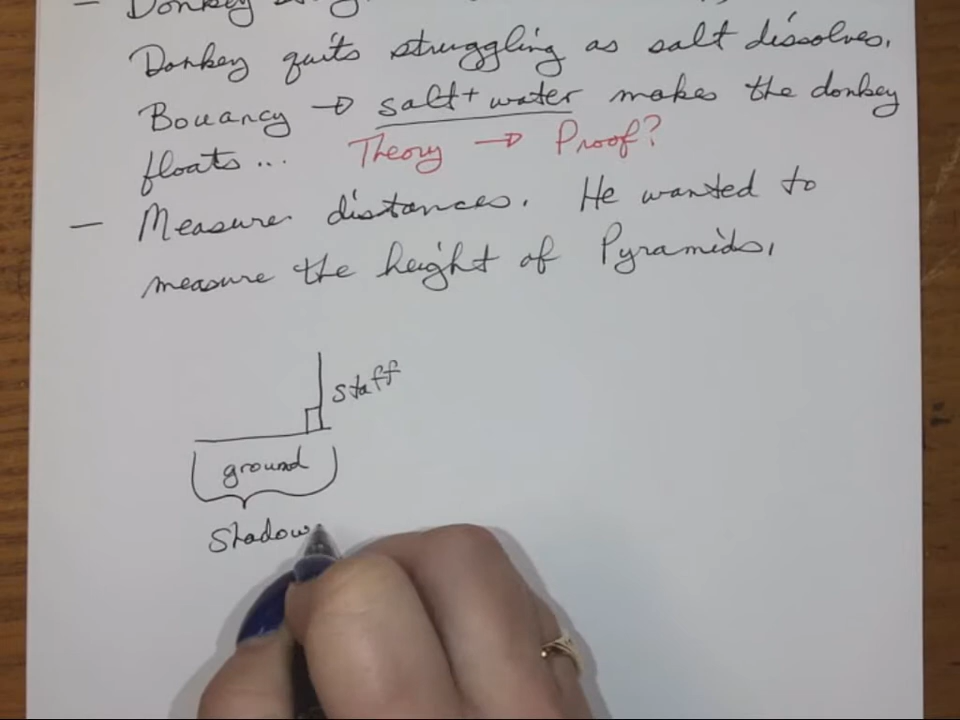 - Donkey
Donkey quits struggling as salt dissolves.
Bouancy → salt + water makes the donkey
floats... Theory → Proof?
- Measure distances. He wanted to
measure the height of Pyramids.
staff
ground
Shadow